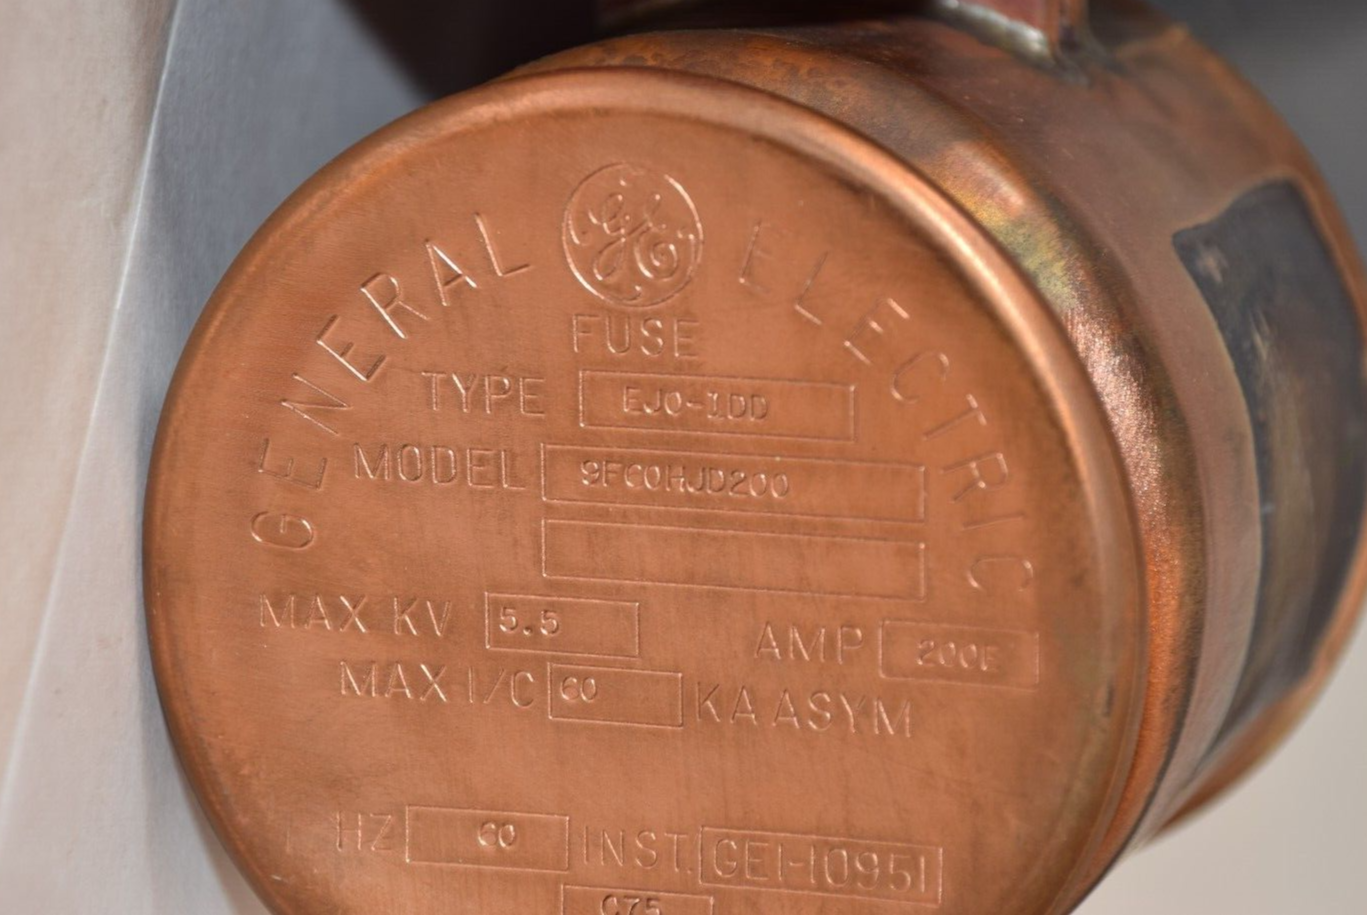 GENERAL GE ELECTRIC
FUSE
TYPE EJO-1DD
MODEL 9FC0HJD200
MAX KV 5.5 AMP 200E
MAX I/C 60 KA ASYM
HZ 60 INST. GEI-10951
C75